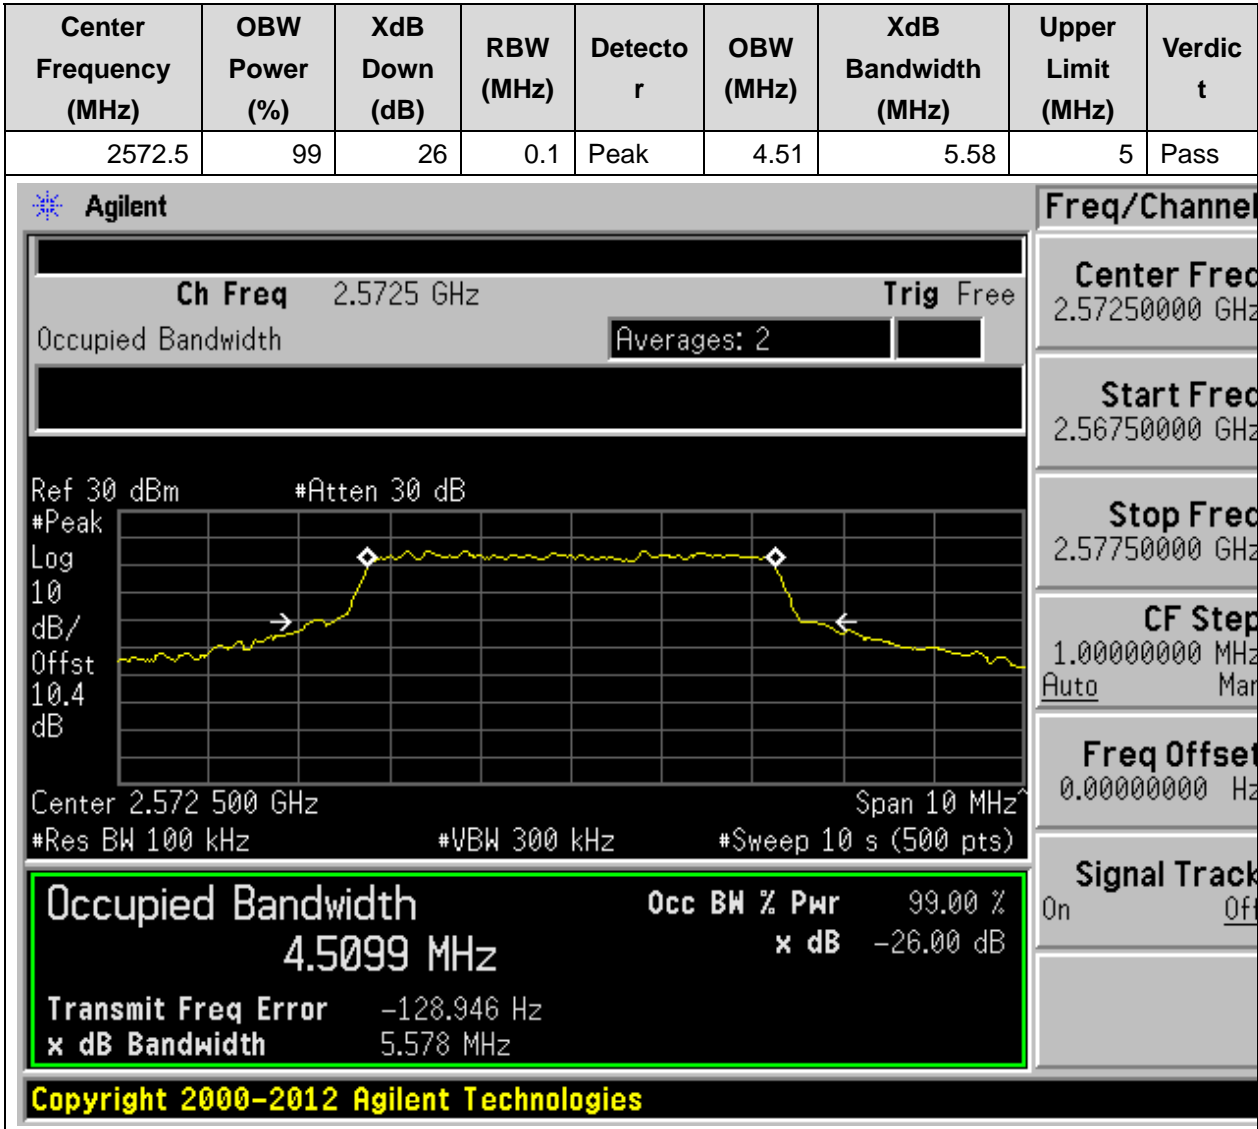 Center Frequency (MHz) OBW Power (%) XdB Down (dB) RBW (MHz) Detecto r OBW (MHz) XdB Bandwidth (MHz) Upper Limit (MHz) Verdic t
2572.5 99 26 0.1 Peak 4.51 5.58 5 Pass
Agilent
Freq/Channel
Ch Freq 2.5725 GHz Trig Free
Occupied Bandwidth Averages: 2
Center Freq
2.57250000 GHz
Start Freq
2.56750000 GHz
Stop Freq
2.57750000 GHz
CF Step
1.00000000 MHz
Auto Man
Freq Offset
0.00000000 Hz
Signal Track
On Off
Ref 30 dBm #Atten 30 dB
#Peak
Log
10
dB/
Offst
10.4
dB
Center 2.572 500 GHz Span 10 MHz^
#Res BW 100 kHz #VBW 300 kHz #Sweep 10 s (500 pts)
Occupied Bandwidth Occ BW % Pwr 99.00 %
4.5099 MHz x dB -26.00 dB
Transmit Freq Error -128.946 Hz
x dB Bandwidth 5.578 MHz
Copyright 2000-2012 Agilent Technologies